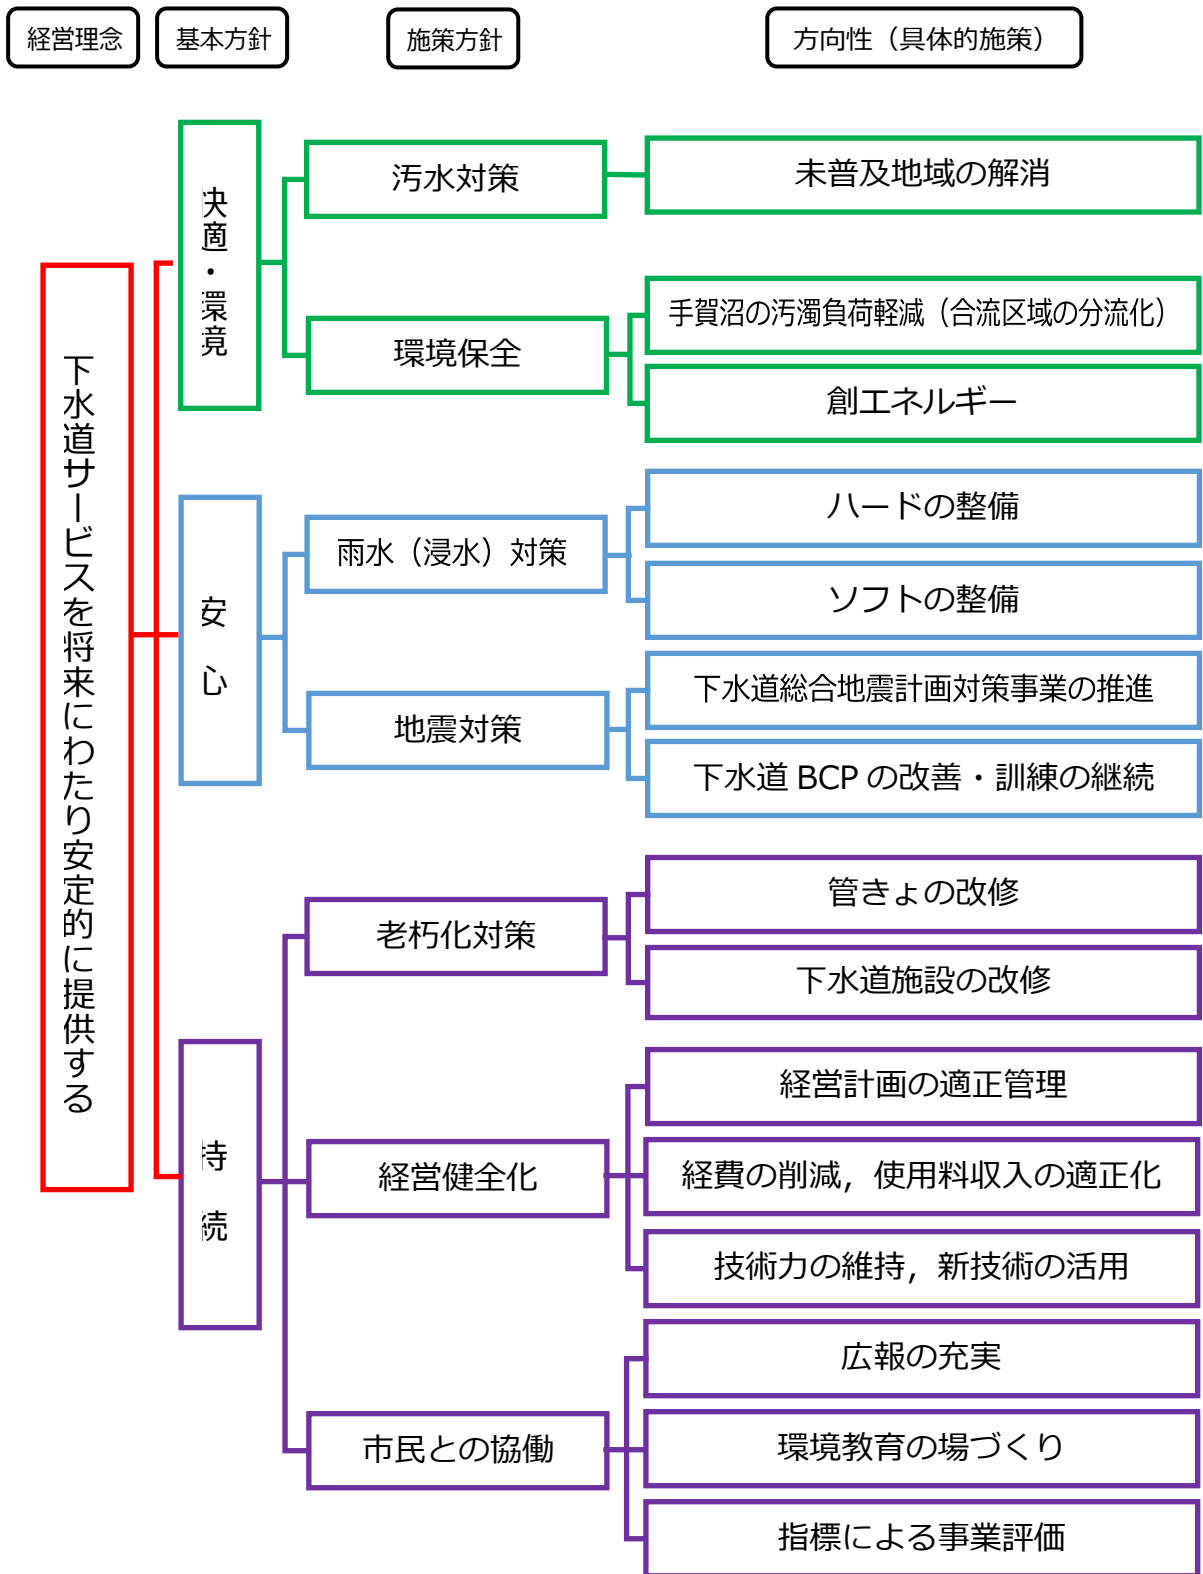 経営理念
基本方針
施策方針
方向性（具体的施策）
下水道サービスを将来にわたり安定的に提供する
快適・環境
汚水対策
未普及地域の解消
環境保全
手賀沼の汚濁負荷軽減（合流区域の分流化）
創エネルギー
安 心
雨水（浸水）対策
ハードの整備
ソフトの整備
地震対策
下水道総合地震計画対策事業の推進
下水道 BCP の改善・訓練の継続
持 続
老朽化対策
管きょの改修
下水道施設の改修
経営健全化
経営計画の適正管理
経費の削減，使用料収入の適正化
技術力の維持，新技術の活用
市民との協働
広報の充実
環境教育の場づくり
指標による事業評価